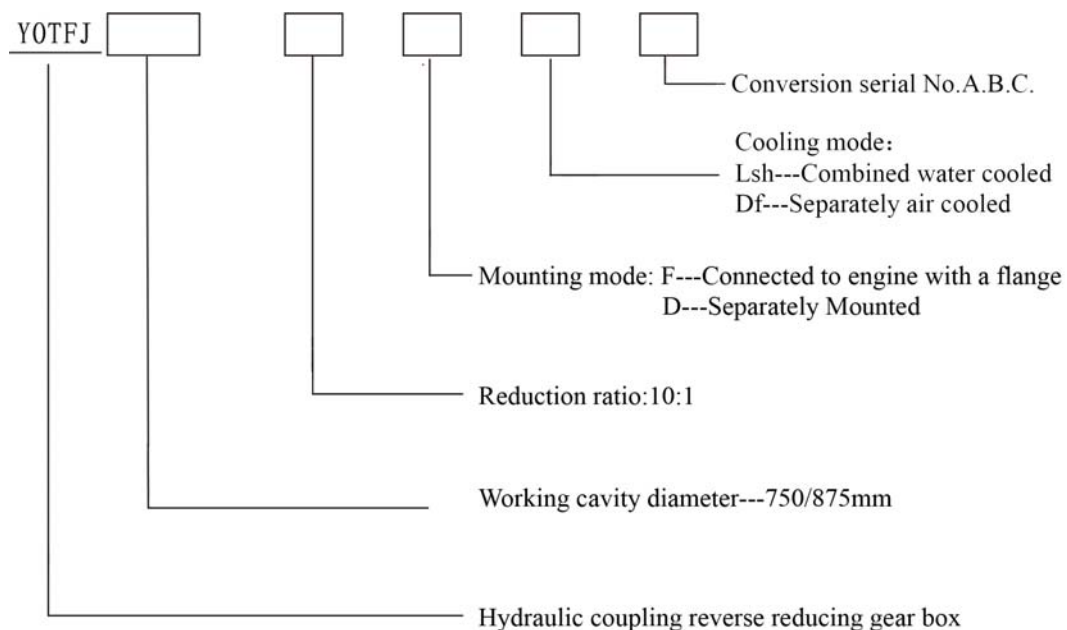 YOTFJ
Conversion serial No.A.B.C.
Cooling mode：
Lsh---Combined water cooled
Df---Separately air cooled
Mounting mode: F---Connected to engine with a flange
D---Separately Mounted
Reduction ratio:10:1
Working cavity diameter---750/875mm
Hydraulic coupling reverse reducing gear box